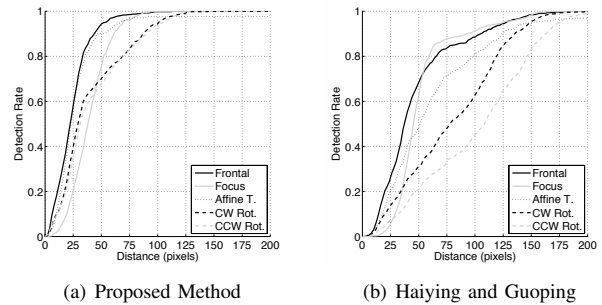 1
0.8
0.6
0.4
0.2
0
Detection Rate
0 25 50 75 100 125 150 175 200
Distance (pixels)
Frontal
Focus
Affine T.
CW Rot.
CCW Rot.
(a) Proposed Method
1
0.8
0.6
0.4
0.2
0
Detection Rate
0 25 50 75 100 125 150 175 200
Distance (pixels)
Frontal
Focus
Affine T.
CW Rot.
CCW Rot.
(b) Haiying and Guoping